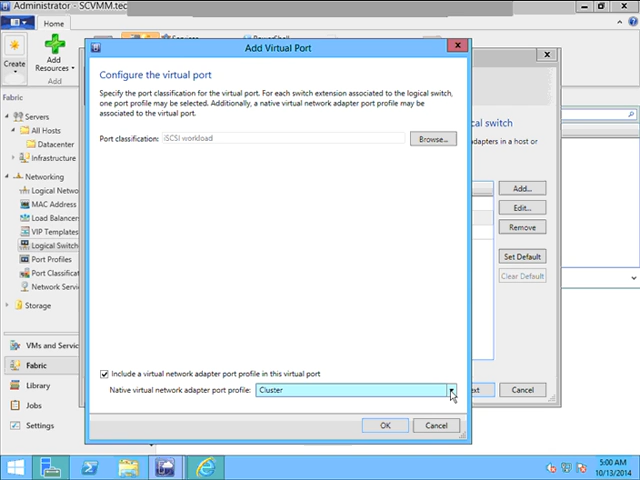 Administrator - SCVMM.tec
Home
Create
Add
Resources
Add
Services
PowerShell
Fabric
Servers
All Hosts
Datacenter
Infrastructure
Networking
Logical Netwo
MAC Address
Load Balancers
VIP Templates
Logical Switch
Port Profiles
Port Classificat
Network Servic
Storage
VMs and Servic
Fabric
Library
Jobs
Settings
Add Virtual Port
Configure the virtual port
Specify the port classification for the virtual port. For each switch extension associated to the logical switch,
one port profile may be selected. Additionally, a native virtual network adapter port profile may be
associated to the virtual port.
Port classification: iSCSI workload
Browse...
Include a virtual network adapter port profile in this virtual port
Native virtual network adapter port profile: Cluster
OK
Cancel
cal switch
adapters in a host or
Add...
Edit...
Remove
Set Default
Clear Default
ext
Cancel
5:00 AM
10/13/2014